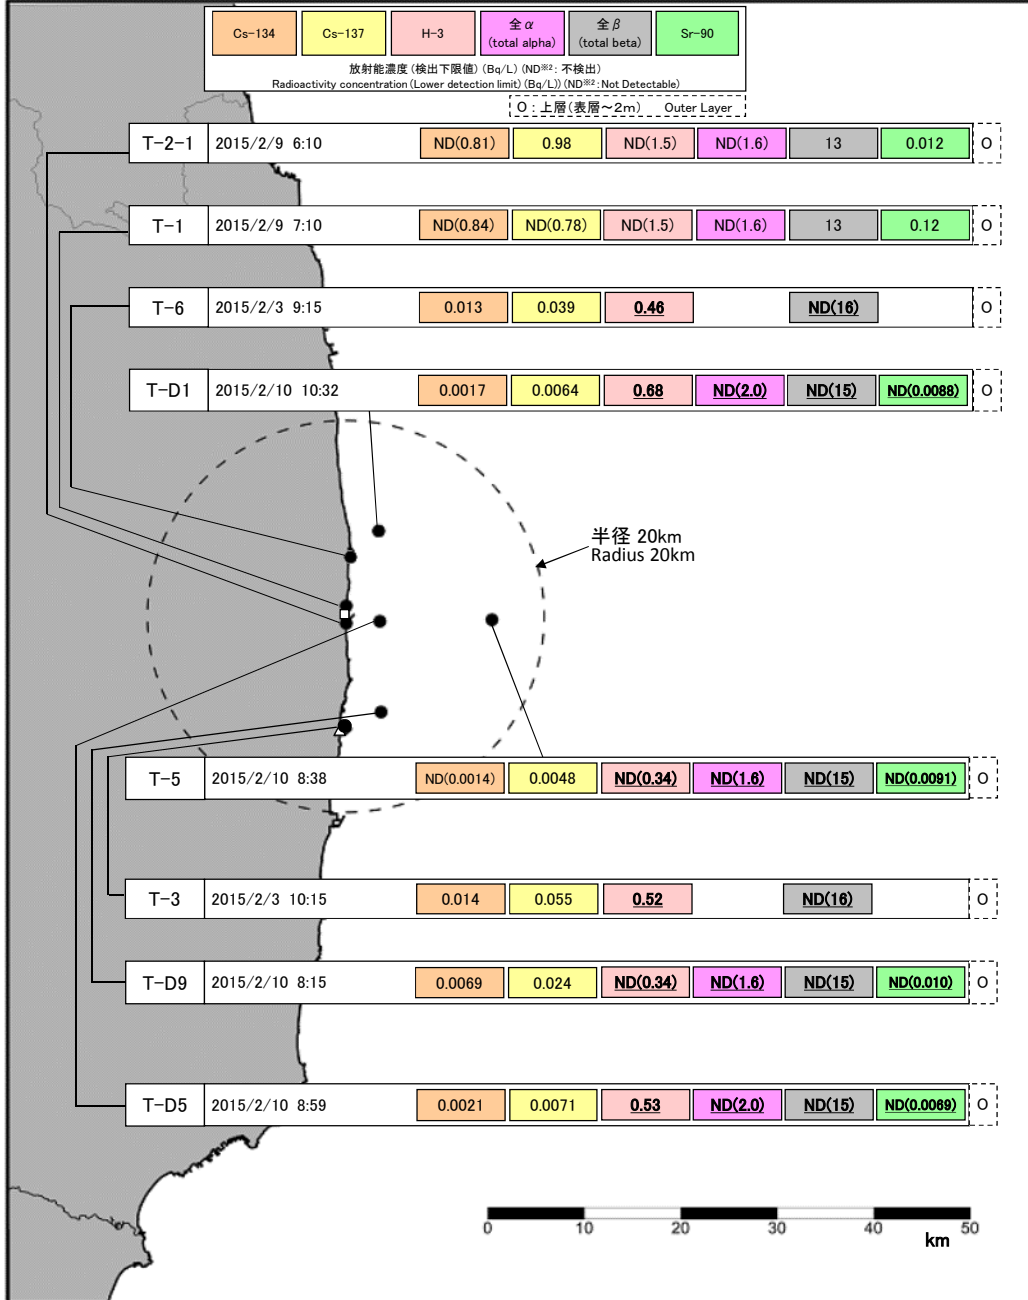 Cs-134 Cs-137 H-3 全α (total alpha) 全β (total beta) Sr-90
放射能濃度(検出下限値) (Bq/L) (ND※2: 不検出)
Radioactivity concentration(Lower detection limit) (Bq/L)) (ND※2:Not Detectable)
O : 上層(表層~2m) Outer Layer
T-2-1 2015/2/9 6:10 ND(0.81) 0.98 ND(1.5) ND(1.6) 13 0.012 O
T-1 2015/2/9 7:10 ND(0.84) ND(0.78) ND(1.5) ND(1.6) 13 0.12 O
T-6 2015/2/3 9:15 0.013 0.039 0.46 ND(16) O
T-D1 2015/2/10 10:32 0.0017 0.0064 0.68 ND(2.0) ND(15) ND(0.0088) O
半径 20km
Radius 20km
T-5 2015/2/10 8:38 ND(0.0014) 0.0048 ND(0.34) ND(1.6) ND(15) ND(0.0091) O
T-3 2015/2/3 10:15 0.014 0.055 0.52 ND(16) O
T-D9 2015/2/10 8:15 0.0069 0.024 ND(0.34) ND(1.6) ND(15) ND(0.010) O
T-D5 2015/2/10 8:59 0.0021 0.0071 0.53 ND(2.0) ND(15) ND(0.0069) O
0 10 20 30 40 50
km